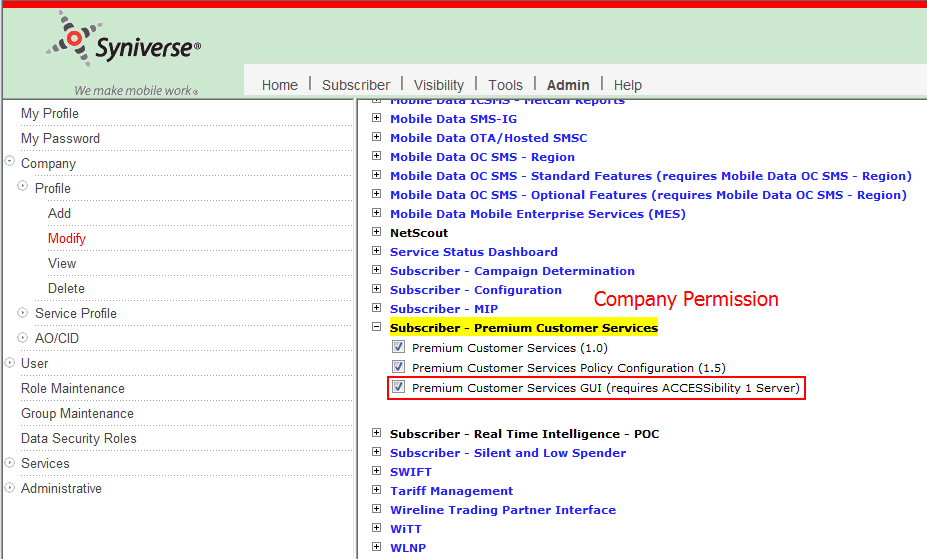 Syniverse®
We make mobile work®
Home | Subscriber | Visibility | Tools | Admin | Help
My Profile
My Password
Company
Profile
Add
Modify
View
Delete
Service Profile
AO/CID
User
Role Maintenance
Group Maintenance
Data Security Roles
Services
Administrative
Mobile Data ICSMS - MetCan Reports
Mobile Data SMS-IG
Mobile Data OTA/Hosted SMSC
Mobile Data OC SMS - Region
Mobile Data OC SMS - Standard Features (requires Mobile Data OC SMS - Region)
Mobile Data OC SMS - Optional Features (requires Mobile Data OC SMS - Region)
Mobile Data Mobile Enterprise Services (MES)
NetScout
Service Status Dashboard
Subscriber - Campaign Determination
Subscriber - Configuration
Company Permission
Subscriber - MIP
Subscriber - Premium Customer Services
Premium Customer Services (1.0)
Premium Customer Services Policy Configuration (1.5)
Premium Customer Services GUI (requires ACCESSibility 1 Server)
Subscriber - Real Time Intelligence - POC
Subscriber - Silent and Low Spender
SWIFT
Tariff Management
Wireline Trading Partner Interface
WiTT
WLNP